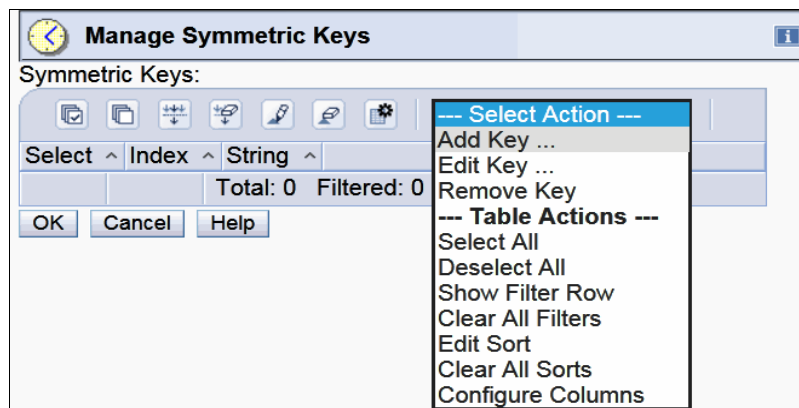 Manage Symmetric Keys
i
Symmetric Keys:
--- Select Action ---
Select ^ Index ^ String ^
Total: 0 Filtered: 0
Add Key ...
Edit Key ...
Remove Key
--- Table Actions ---
Select All
Deselect All
Show Filter Row
Clear All Filters
Edit Sort
Clear All Sorts
Configure Columns
OK Cancel Help